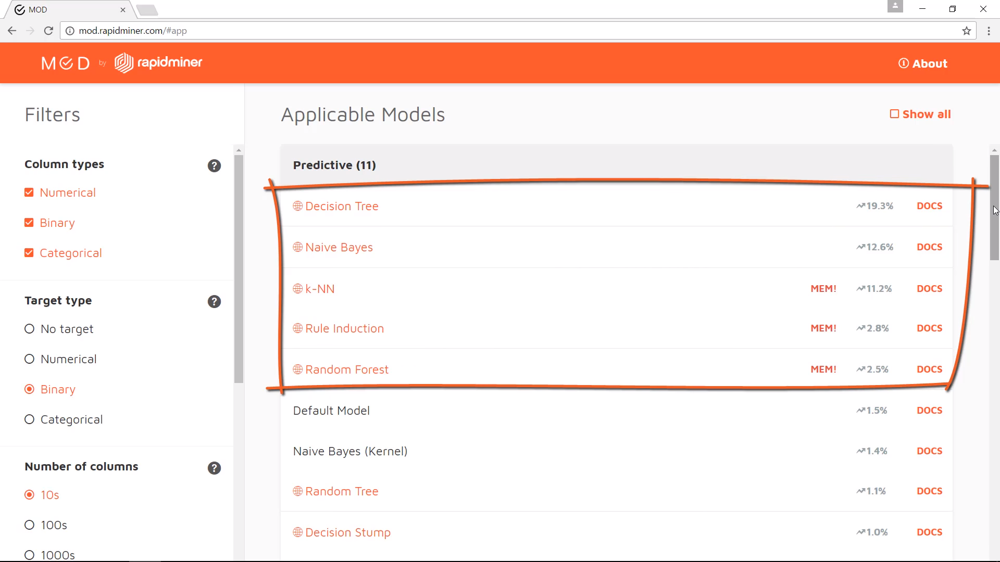 MOD
mod.rapidminer.com/#app
MOD by rapidminer
About
Filters
Column types
Numerical
Binary
Categorical
Target type
No target
Numerical
Binary
Categorical
Number of columns
10s
100s
1000s
Applicable Models
Show all
Predictive (11)
Decision Tree 19.3% DOCS
Naive Bayes 12.6% DOCS
k-NN MEM! 11.2% DOCS
Rule Induction MEM! 2.8% DOCS
Random Forest MEM! 2.5% DOCS
Default Model 1.5% DOCS
Naive Bayes (Kernel) 1.4% DOCS
Random Tree 1.1% DOCS
Decision Stump 1.0% DOCS